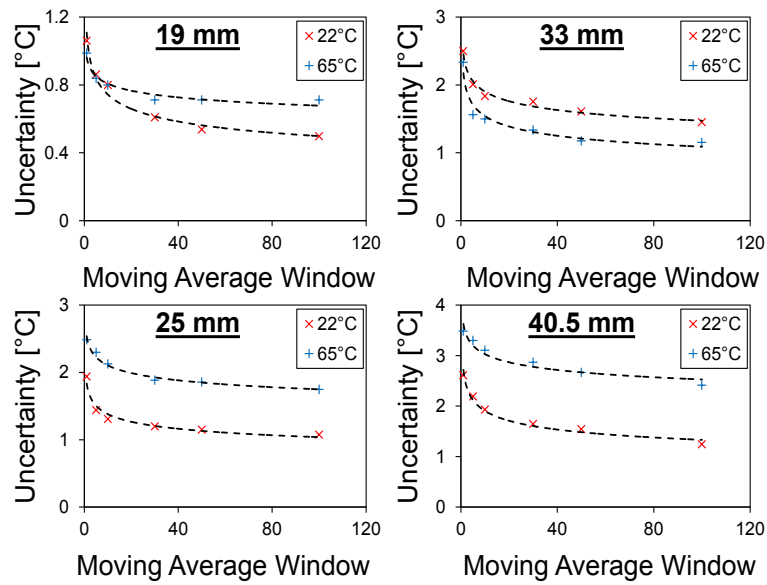 19 mm
22°C
65°C
Uncertainty [°C]
1.2
0.8
0.4
0
0 40 80 120
Moving Average Window
33 mm
22°C
65°C
Uncertainty [°C]
3
2
1
0
0 40 80 120
Moving Average Window
25 mm
22°C
65°C
Uncertainty [°C]
3
2
1
0
0 40 80 120
Moving Average Window
40.5 mm
22°C
65°C
Uncertainty [°C]
4
3
2
1
0
0 40 80 120
Moving Average Window